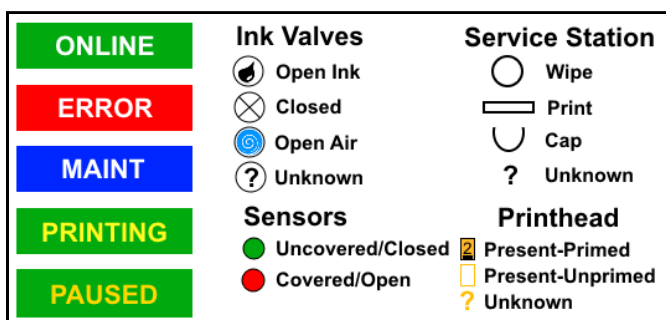 ONLINE
ERROR
MAINT
PRINTING
PAUSED
Ink Valves
Open Ink
Closed
Open Air
? Unknown
Sensors
Uncovered/Closed
Covered/Open
Service Station
Wipe
Print
Cap
? Unknown
Printhead
2 Present-Primed
Present-Unprimed
? Unknown